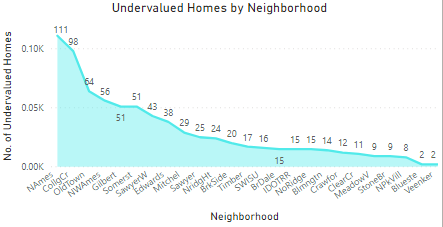 Undervalued Homes by Neighborhood
No. of Undervalued Homes
0.10K
0.05K
0.00K
111
98
64
56
51
51
43
38
29
25
24
20
17
16
15
15
15
14
12
11
9
9
8
2
2
NAmes
CollgCr
OldTown
NWAmes
Gilbert
Somerst
SawyerW
Edwards
Mitchel
Sawyer
NridgHt
BrkSide
Timber
SWISU
BrDale
IDOTRR
NoRidge
Blmngtn
Crawfor
ClearCr
MeadowV
StoneBr
NPkVill
Blueste
Veenker
Neighborhood